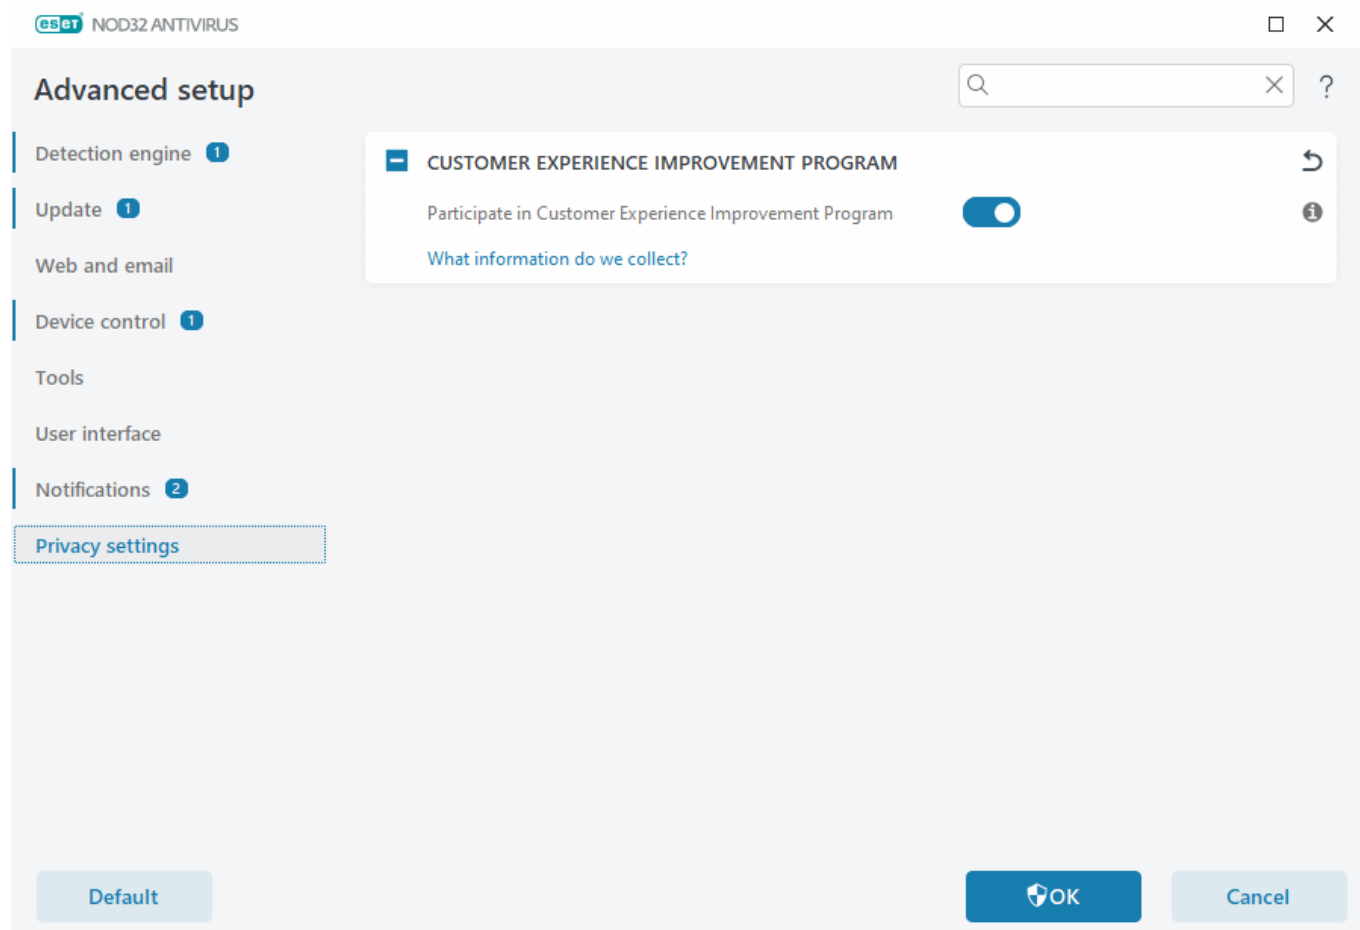 eset NOD32 ANTIVIRUS
Advanced setup
?
Detection engine 1
CUSTOMER EXPERIENCE IMPROVEMENT PROGRAM
Update 1
Participate in Customer Experience Improvement Program
Web and email
What information do we collect?
Device control 1
Tools
User interface
Notifications 2
Privacy settings
Default
OK
Cancel